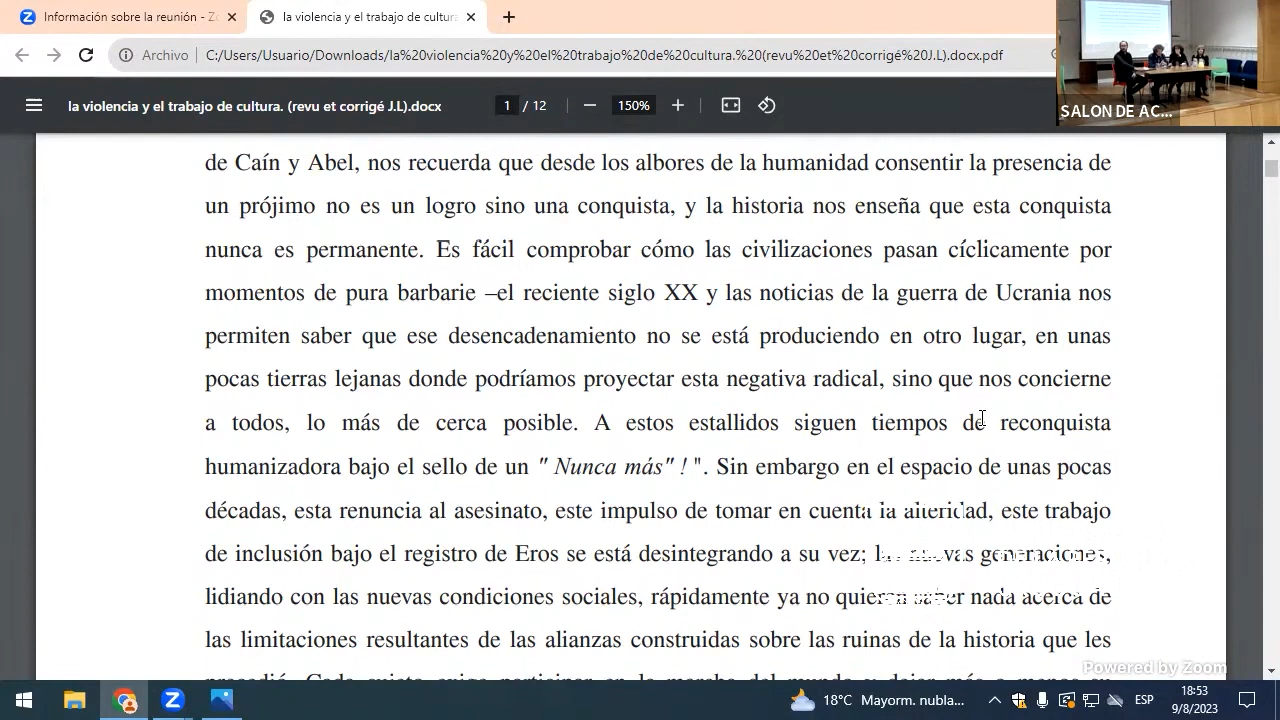 Información sobre la reunión - Zo
la violencia y el trabajo de cultura
Archivo
C:/Users/Usuario/Downloads/la%20violencia%20y%20el%20trabajo%20de%20cultura.%20(revu%20et%20corrigé%20J.L).docx.pdf
SALON DE AC...
la violencia y el trabajo de cultura. (revu et corrigé J.L).docx
1 / 12
150%
de Caín y Abel, nos recuerda que desde los albores de la humanidad consentir la presencia de
un prójimo no es un logro sino una conquista, y la historia nos enseña que esta conquista
nunca es permanente. Es fácil comprobar cómo las civilizaciones pasan cíclicamente por
momentos de pura barbarie –el reciente siglo XX y las noticias de la guerra de Ucrania nos
permiten saber que ese desencadenamiento no se está produciendo en otro lugar, en unas
pocas tierras lejanas donde podríamos proyectar esta negativa radical, sino que nos concierne
a todos, lo más de cerca posible. A estos estallidos siguen tiempos de reconquista
humanizadora bajo el sello de un " Nunca más" ! ". Sin embargo en el espacio de unas pocas
décadas, esta renuncia al asesinato, este impulso de tomar en cuenta la alteridad, este trabajo
de inclusión bajo el registro de Eros se está desintegrando a su vez; las nuevas generaciones,
lidiando con las nuevas condiciones sociales, rápidamente ya no quieren saber nada acerca de
las limitaciones resultantes de las alianzas construidas sobre las ruinas de la historia que les
Powered by Zoom
18°C Mayorm. nubla...
ESP
18:53
9/8/2023